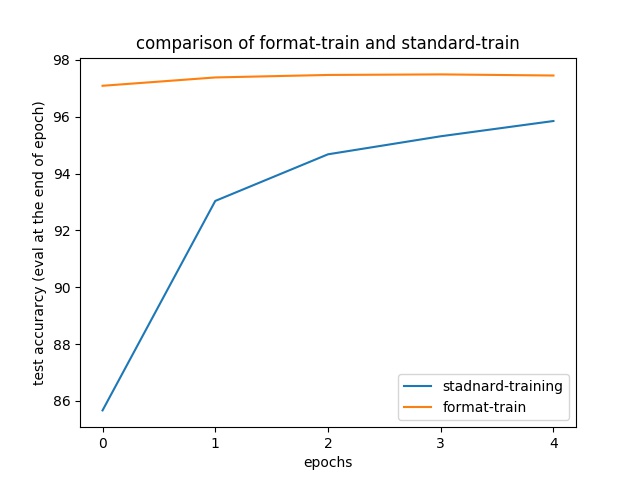 comparison of format-train and standard-train
test accurarcy (eval at the end of epoch)
98
96
94
92
90
88
86
0 1 2 3 4
epochs
stadnard-training
format-train